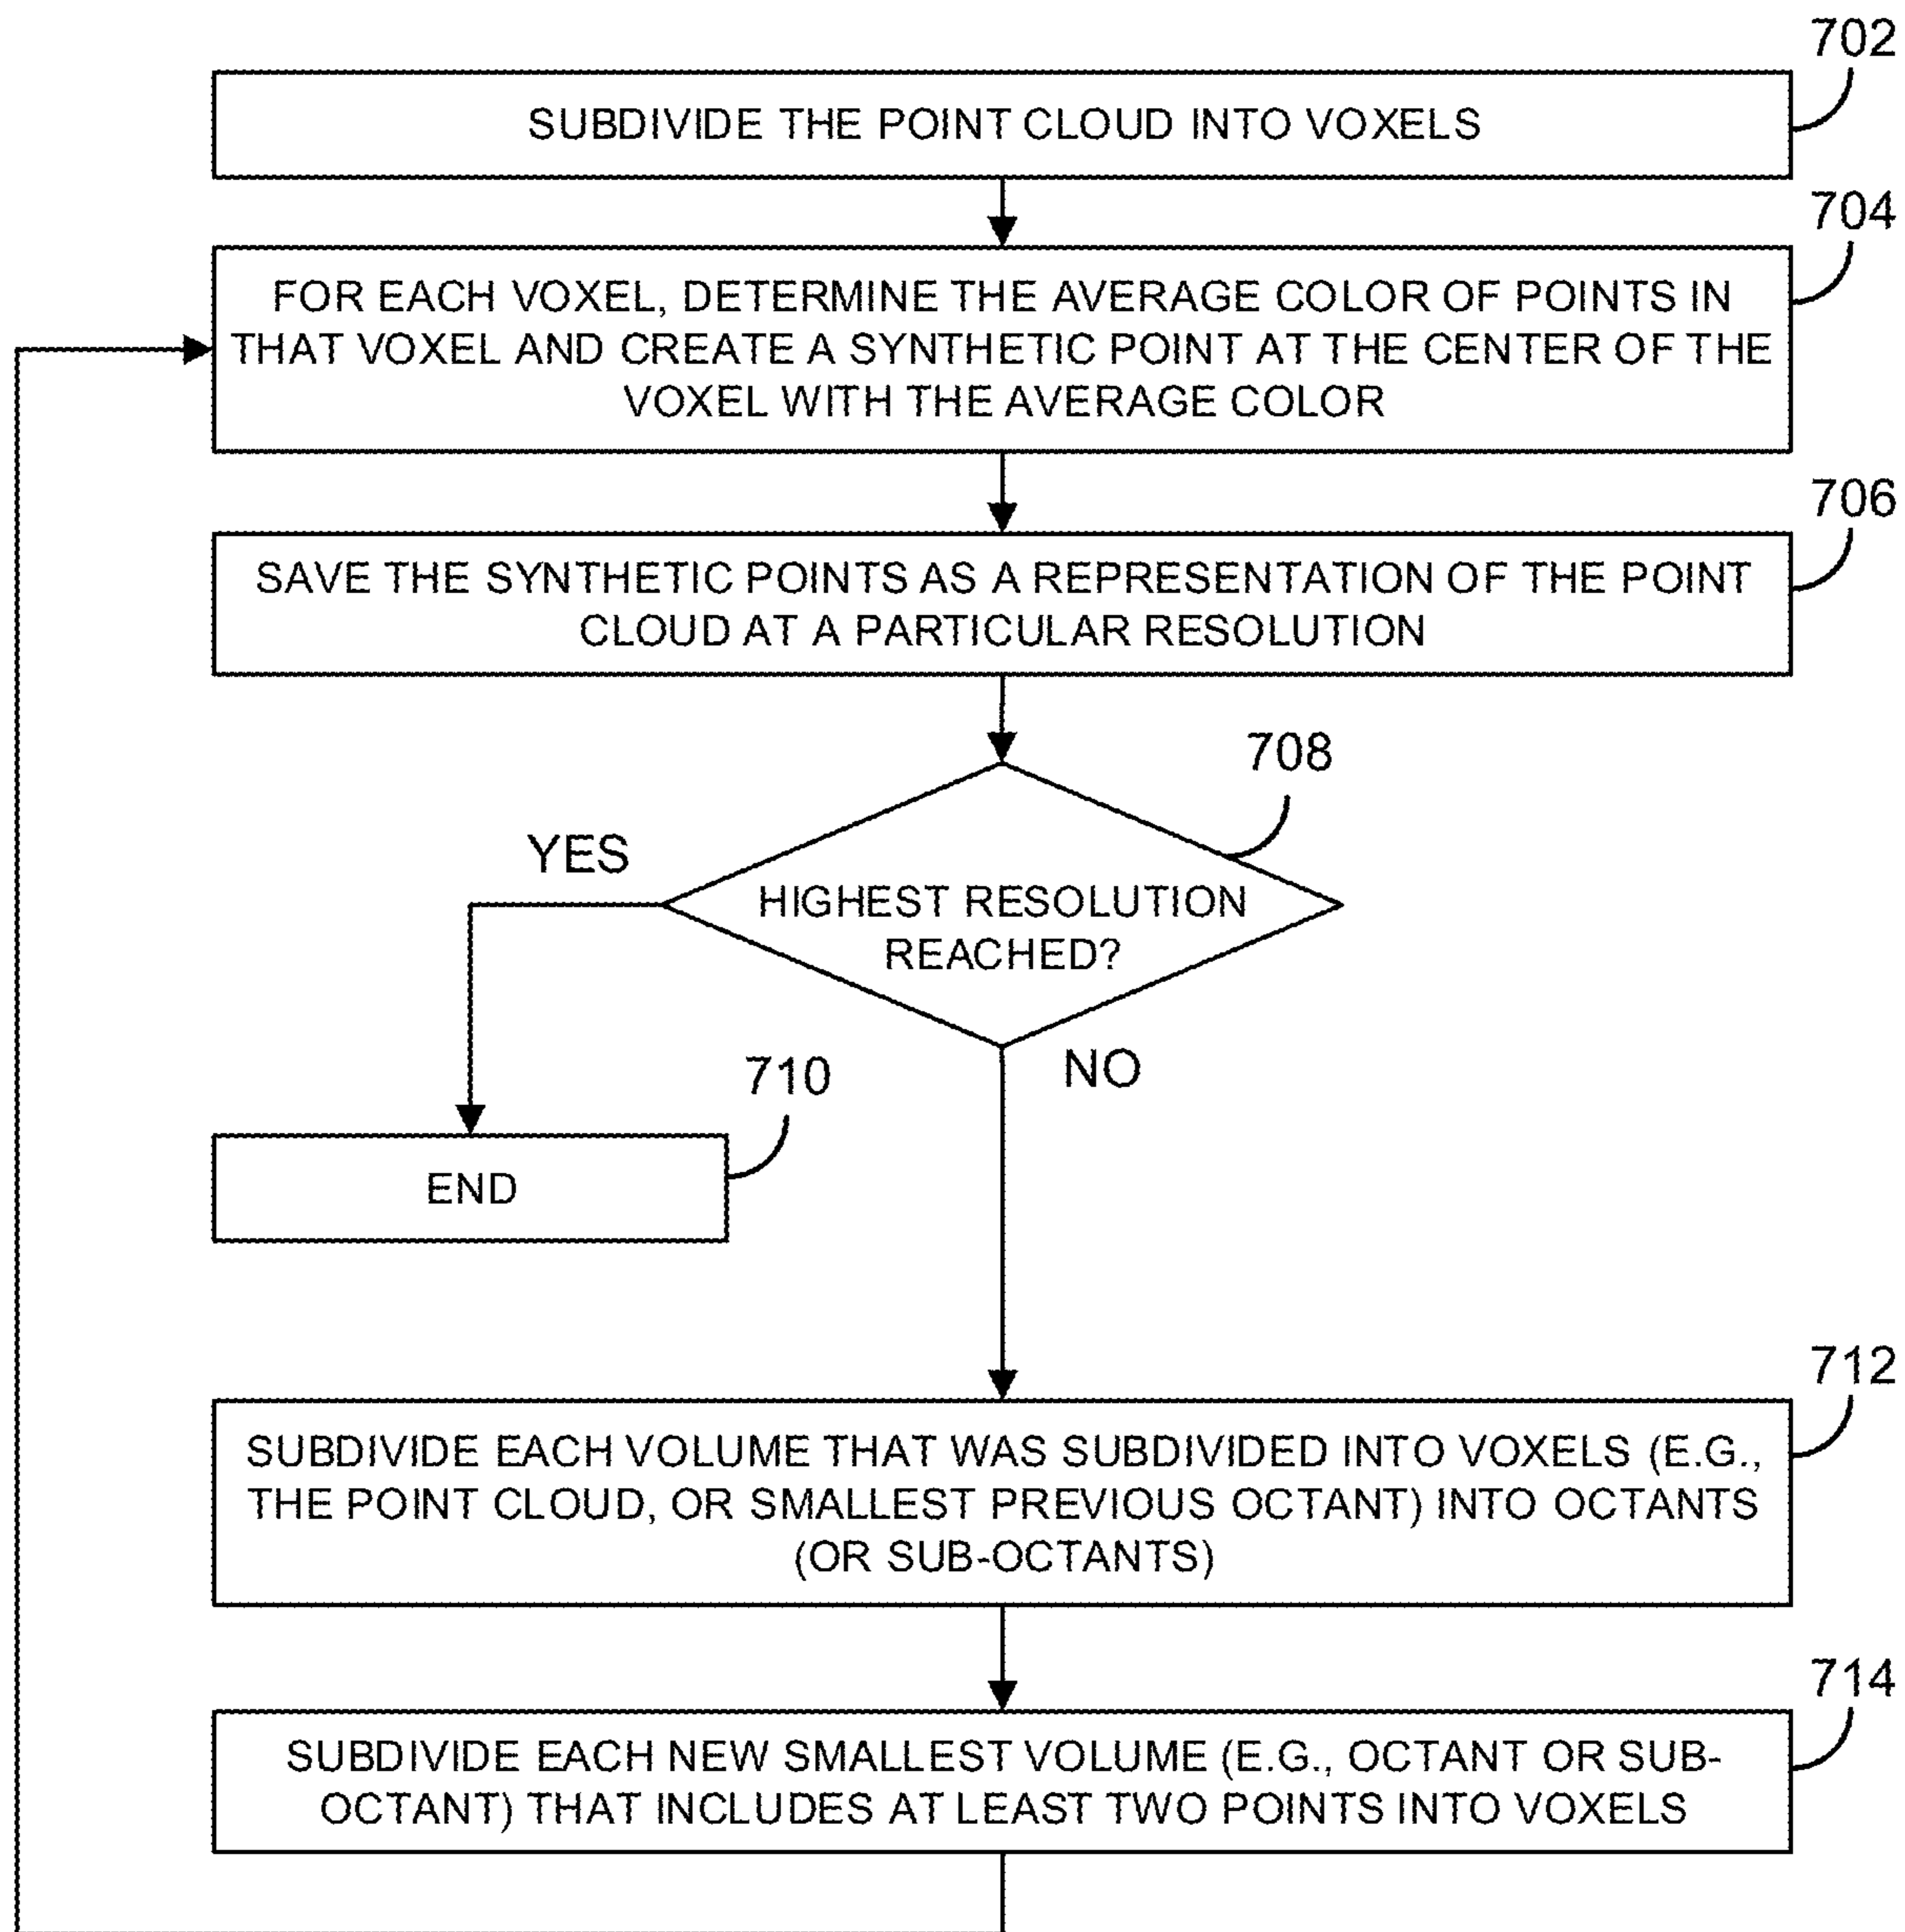 702
SUBDIVIDE THE POINT CLOUD INTO VOXELS
704
FOR EACH VOXEL, DETERMINE THE AVERAGE COLOR OF POINTS IN
THAT VOXEL AND CREATE A SYNTHETIC POINT AT THE CENTER OF THE
VOXEL WITH THE AVERAGE COLOR
706
SAVE THE SYNTHETIC POINTS AS A REPRESENTATION OF THE POINT
CLOUD AT A PARTICULAR RESOLUTION
708
YES
HIGHEST RESOLUTION
REACHED?
NO
710
END
712
SUBDIVIDE EACH VOLUME THAT WAS SUBDIVIDED INTO VOXELS (E.G.,
THE POINT CLOUD, OR SMALLEST PREVIOUS OCTANT) INTO OCTANTS
(OR SUB-OCTANTS)
714
SUBDIVIDE EACH NEW SMALLEST VOLUME (E.G., OCTANT OR SUB-
OCTANT) THAT INCLUDES AT LEAST TWO POINTS INTO VOXELS